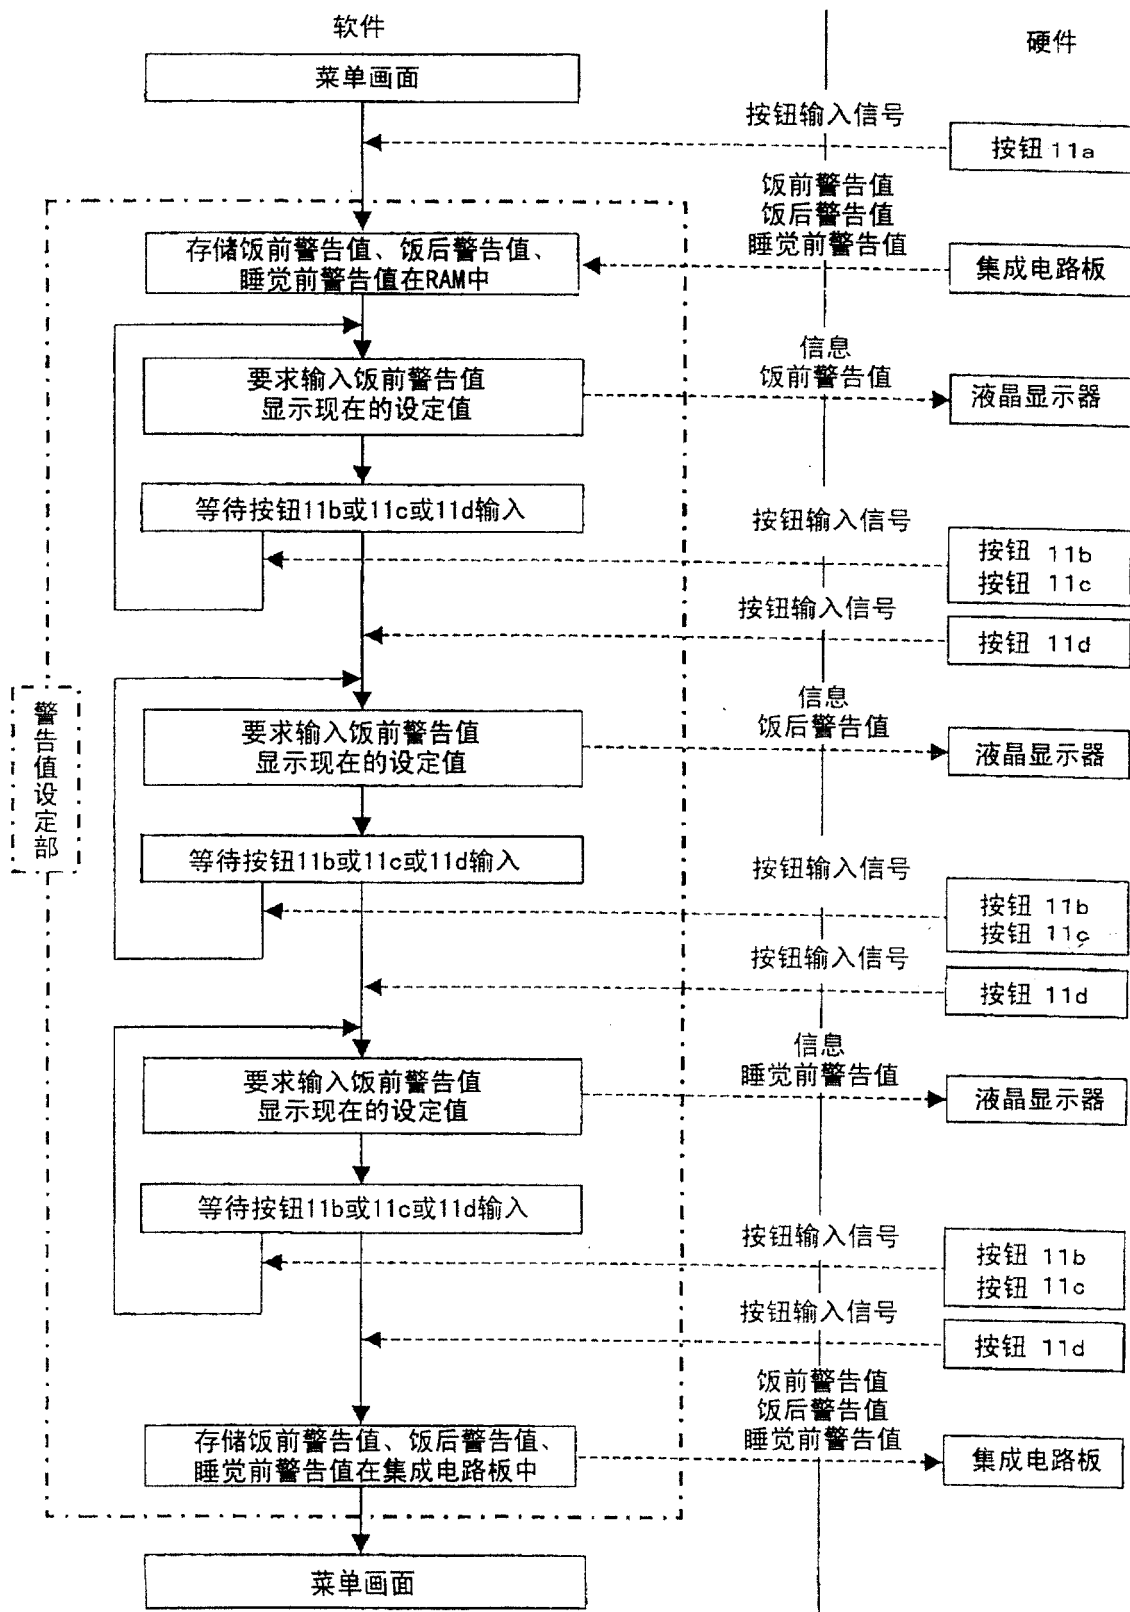 软件
硬件
菜单画面
按钮输入信号
按钮 11a
饭前警告值
饭后警告值
睡觉前警告值
存储饭前警告值、饭后警告值、
睡觉前警告值在RAM中
集成电路板
信息
饭前警告值
要求输入饭前警告值
显示现在的设定值
液晶显示器
等待按钮11b或11c或11d输入
按钮输入信号
按钮 11b
按钮 11c
按钮输入信号
按钮 11d
警告值设定部
信息
饭后警告值
要求输入饭前警告值
显示现在的设定值
液晶显示器
等待按钮11b或11c或11d输入
按钮输入信号
按钮 11b
按钮 11c
按钮输入信号
按钮 11d
信息
睡觉前警告值
要求输入饭前警告值
显示现在的设定值
液晶显示器
等待按钮11b或11c或11d输入
按钮输入信号
按钮 11b
按钮 11c
按钮输入信号
按钮 11d
饭前警告值
饭后警告值
睡觉前警告值
存储饭前警告值、饭后警告值、
睡觉前警告值在集成电路板中
集成电路板
菜单画面